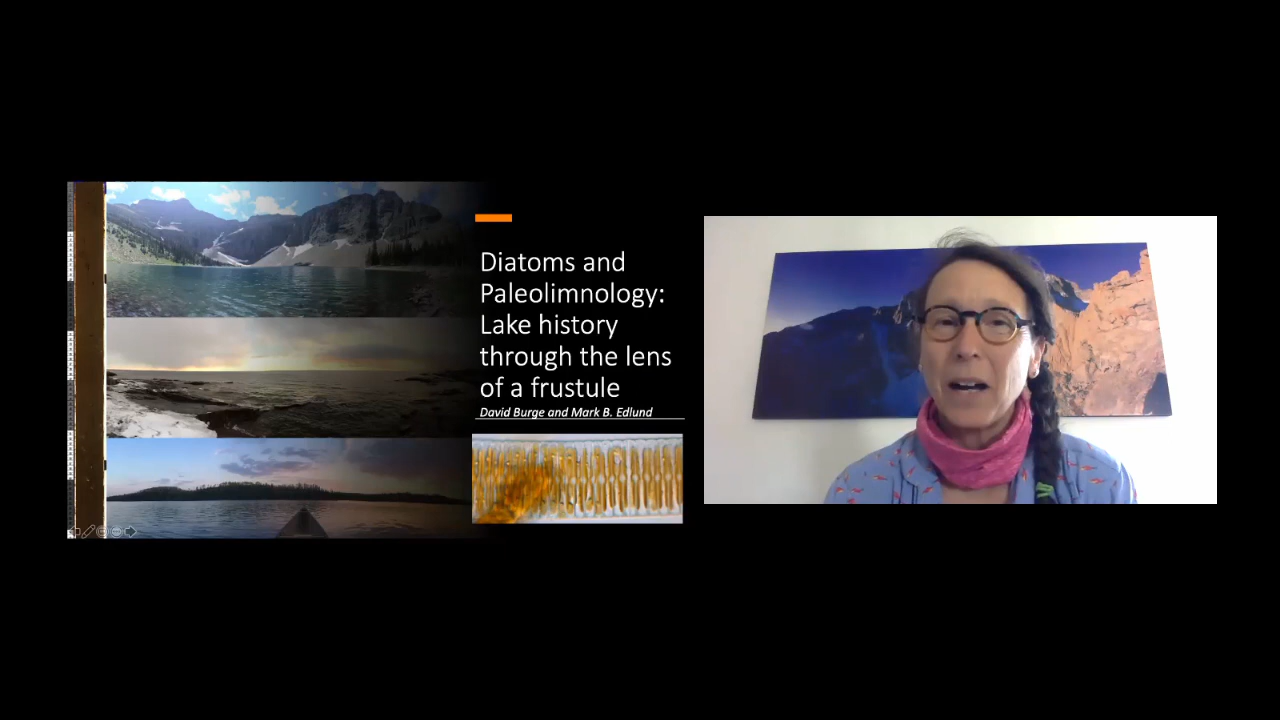 Diatoms and
Paleolimnology:
Lake history
through the lens
of a frustule
David Burge and Mark B. Edlund